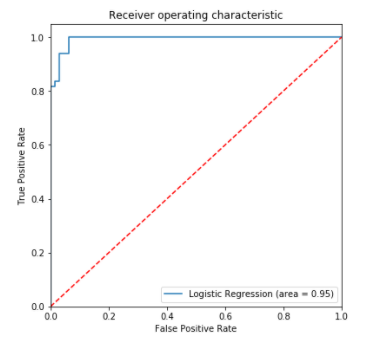 Receiver operating characteristic
1.0
0.8
0.6
0.4
0.2
0.0
True Positive Rate
Logistic Regression (area = 0.95)
0.0 0.2 0.4 0.6 0.8 1.0
False Positive Rate